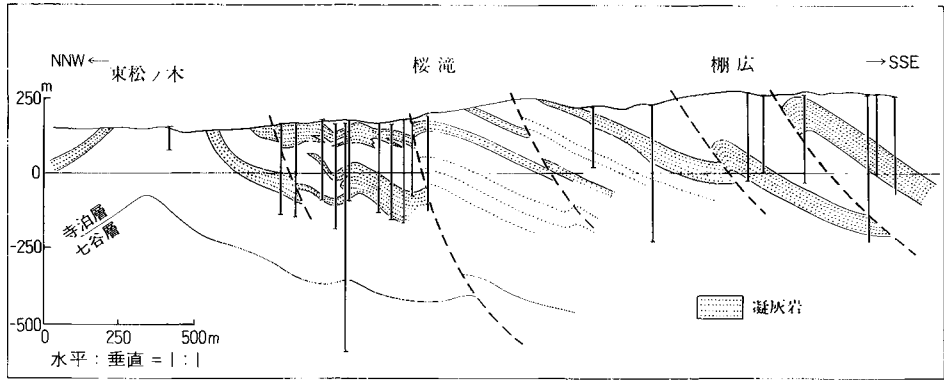 NNW ←
東松ノ木
桜滝
棚広
→ SSE
m
250
0
-250
-500
寺泊層
七谷層
0 250 500m
水平：垂直＝1：1
凝灰岩